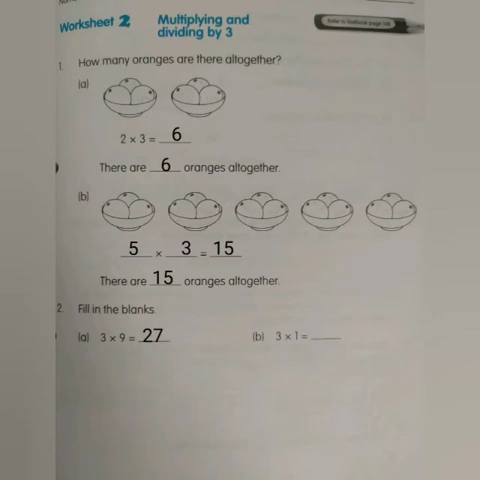 Worksheet 2 Multiplying and
dividing by 3
1. How many oranges are there altogether?
(a)
2 × 3 = 6
There are 6 oranges altogether.
(b)
5 × 3 = 15
There are 15 oranges altogether.
2. Fill in the blanks.
(a) 3 × 9 = 27 (b) 3 × 1 = ____